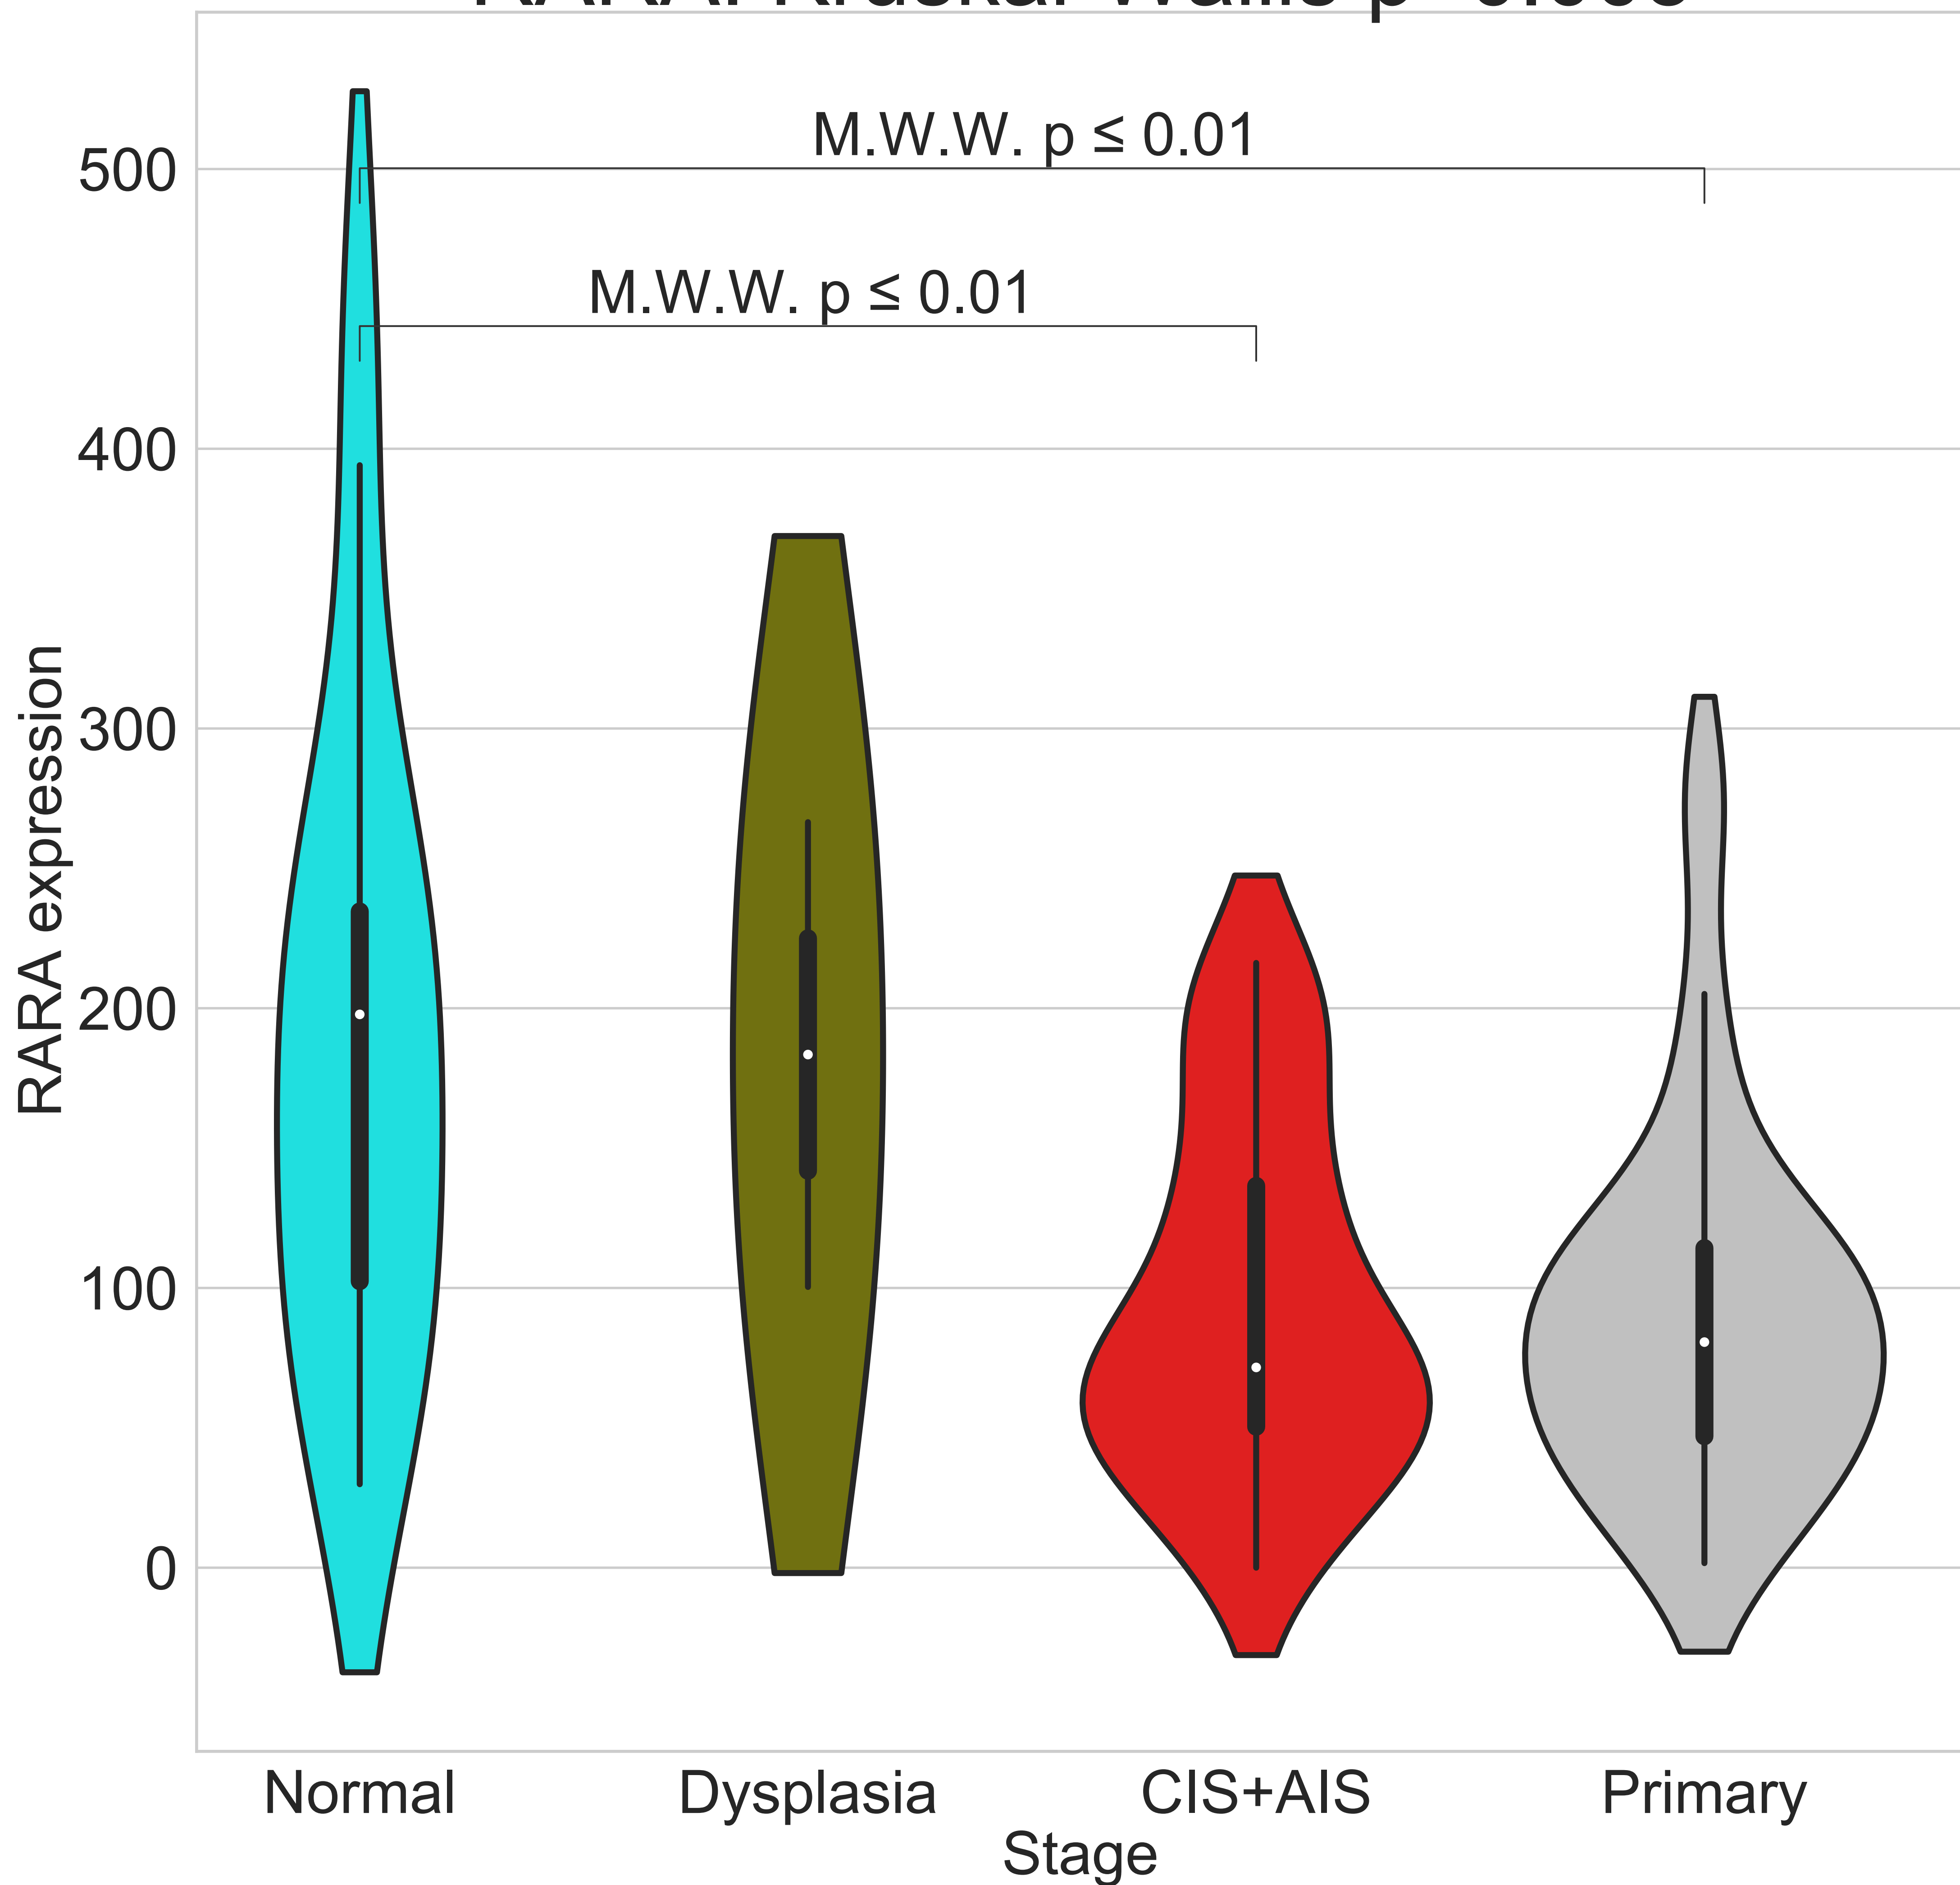 M.W.W. p ≤ 0.01
M.W.W. p ≤ 0.01
500
400
300
200
100
0
RARA expression
Normal
Dysplasia
CIS+AIS
Primary
Stage